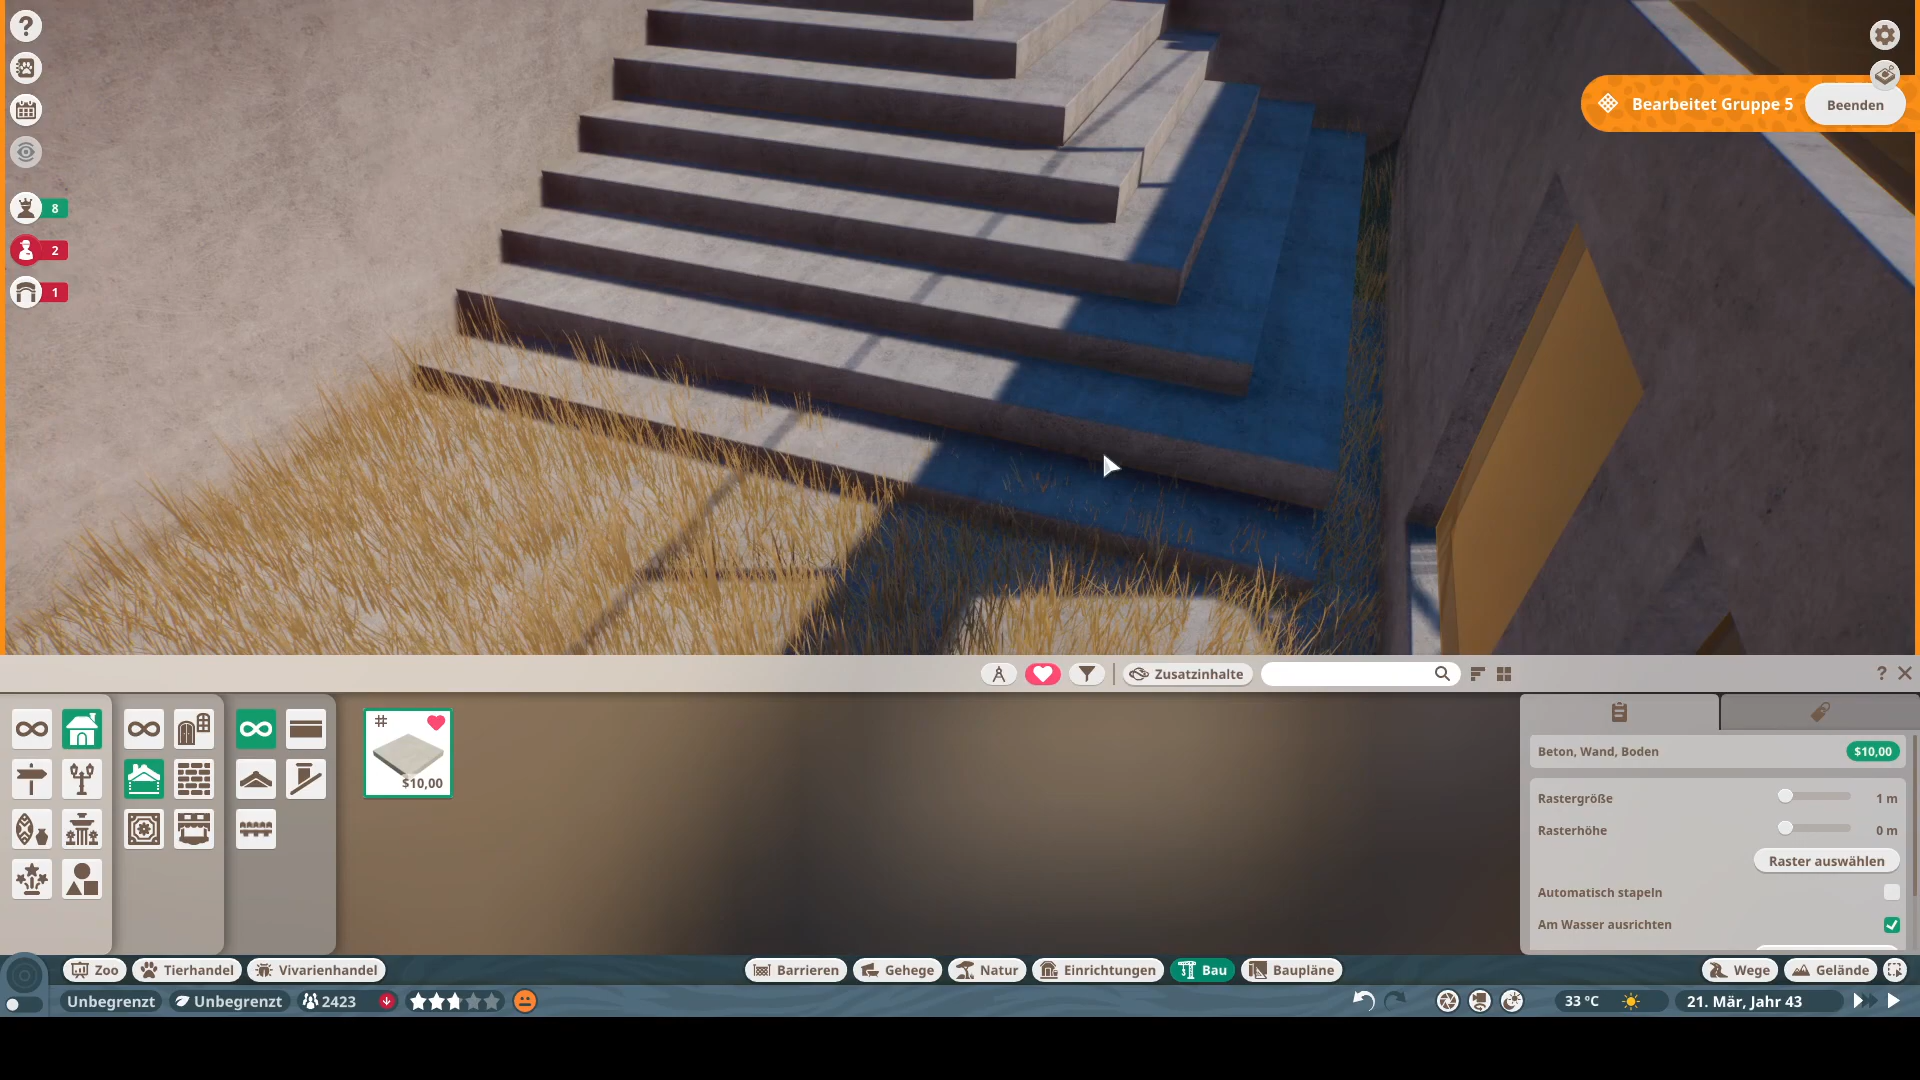 Bearbeitet Gruppe 5
Beenden
8
2
1
Zusatzinhalte
?
$10,00
Beton, Wand, Boden
$10,00
Rastergröße
1 m
Rasterhöhe
0 m
Raster auswählen
Automatisch stapeln
Am Wasser ausrichten
Zoo
Tierhandel
Vivarienhandel
Barrieren
Gehege
Natur
Einrichtungen
Bau
Baupläne
Wege
Gelände
Unbegrenzt
Unbegrenzt
2423
33 °C
21. Mär, Jahr 43